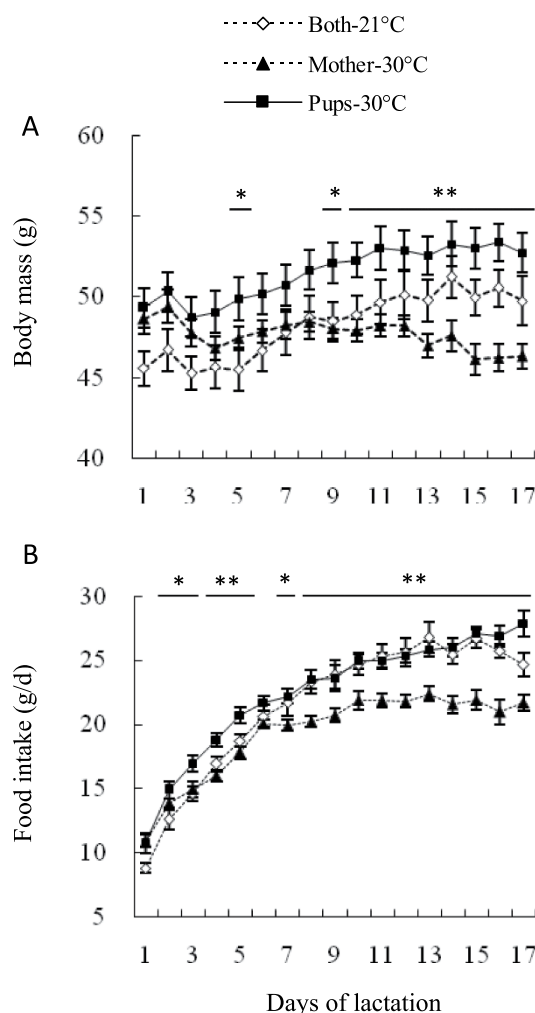 Both-21°C
Mother-30°C
Pups-30°C
A
60
55
50
45
40
Body mass (g)
* * **
1 3 5 7 9 11 13 15 17
B
30
25
20
15
10
5
Food intake (g/d)
* ** * **
1 3 5 7 9 11 13 15 17
Days of lactation